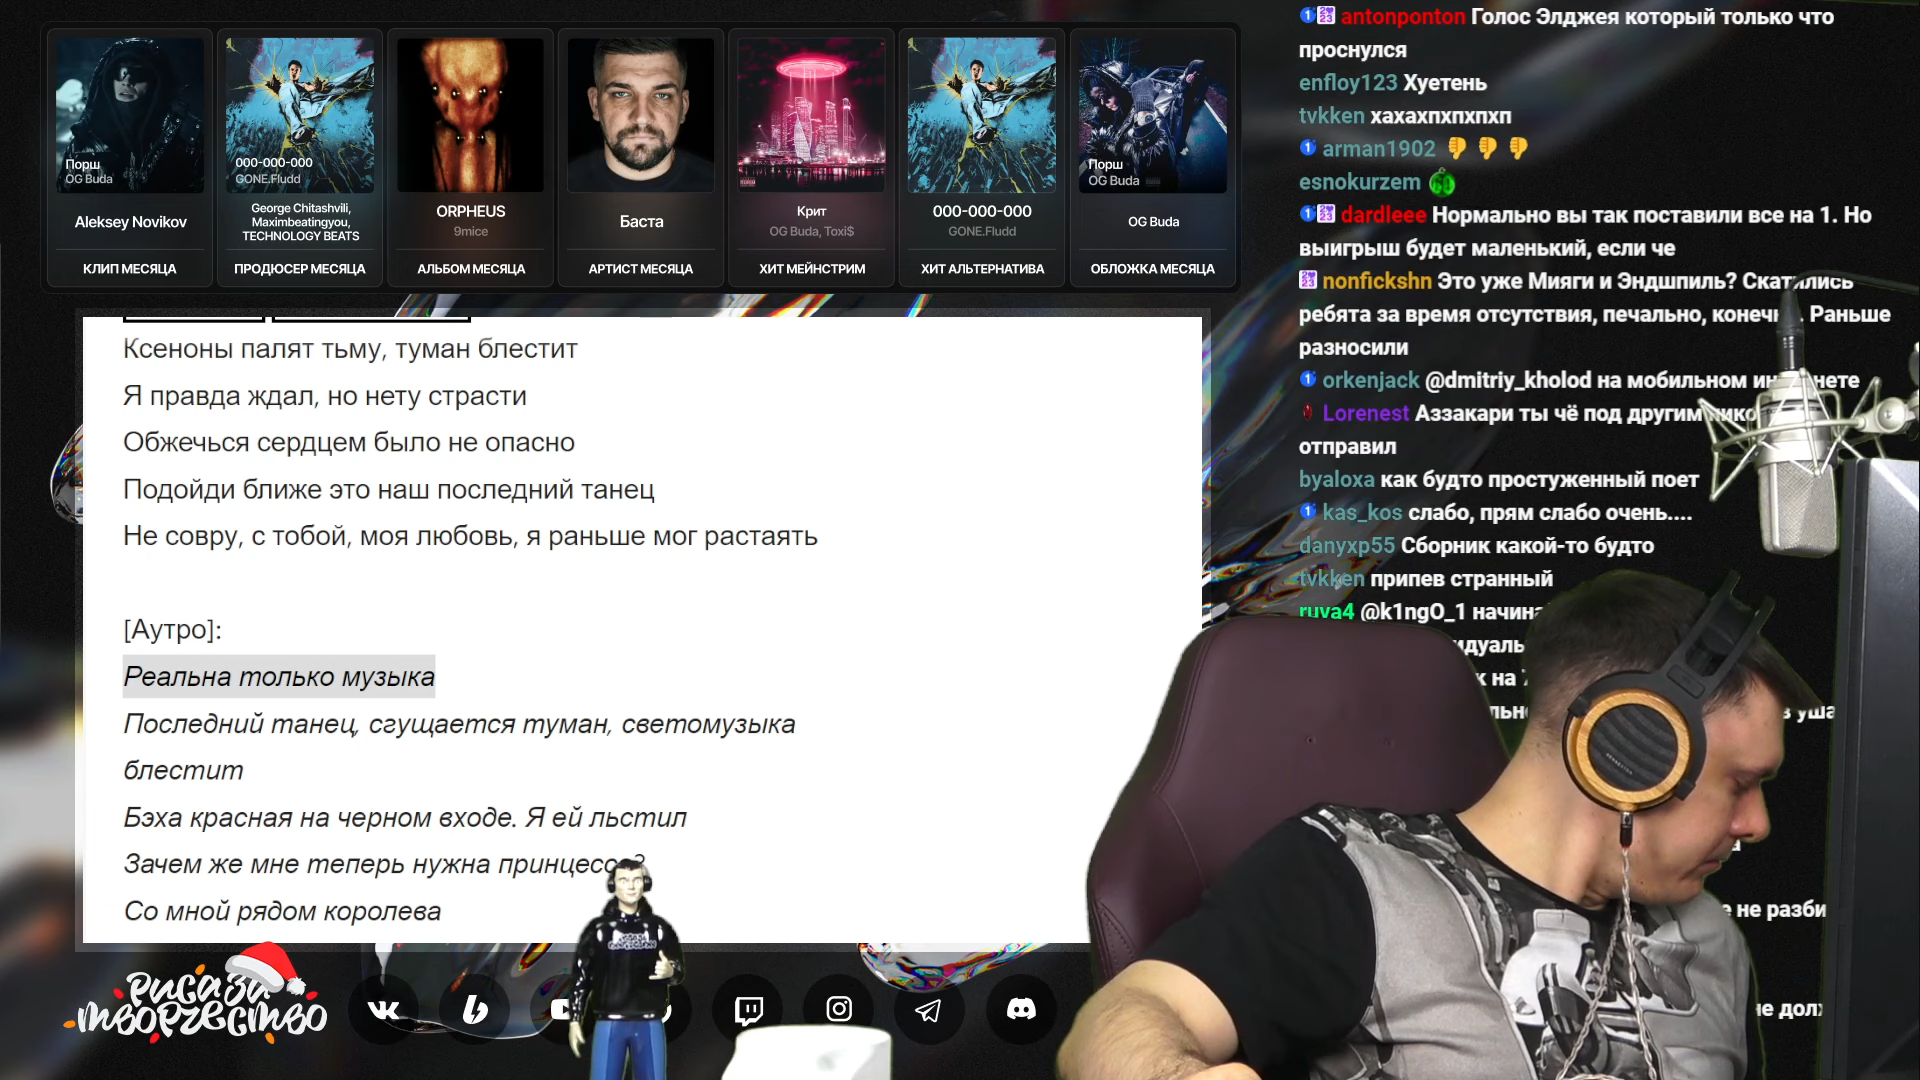 Порш
OG Buda
Aleksey Novikov
КЛИП МЕСЯЦА
000-000-000
GONE.Fludd
George Chitashvili,
Maximbeatingyou,
TECHNOLOGY BEATS
ПРОДЮСЕР МЕСЯЦА
ORPHEUS
9mice
АЛЬБОМ МЕСЯЦА
Баста
АРТИСТ МЕСЯЦА
Крит
OG Buda, Toxi$
ХИТ МЕЙНСТРИМ
000-000-000
GONE.Fludd
ХИТ АЛЬТЕРНАТИВА
Порш
OG Buda
OG Buda
ОБЛОЖКА МЕСЯЦА
Ксеноны палят тьму, туман блестит
Я правда ждал, но нету страсти
Обжечься сердцем было не опасно
Подойди ближе это наш последний танец
Не совру, с тобой, моя любовь, я раньше мог растаять
[Аутро]:
Реальна только музыка
Последний танец, сгущается туман, светомузыка
блестит
Бэха красная на черном входе. Я ей льстил
Зачем же мне теперь нужна
Со мной рядом королева
РИСАЗА
ТВОРЧЕСТВО
antonponton Голос Элджея который только что
проснулся
enfloy123 Хуетень
tvkken хахахпхпхпхп
arman1902 👎 👎 👎
esnokurzem
dardleee Нормально вы так поставили все на 1. Но
выигрыш будет маленький, если че
nonfickshn Это уже Мияги и Эндшпиль? Скатились
ребята за время отсутствия, печально, Раньше
разносили
orkenjack @dmitriy_kholod на мобильном
Lorenest Аззакари ты чё под другим
отправил
byaloxa как будто простуженный поет
kas_kos слабо, прям слабо очень....
danyxp55 Сборник какой-то будто
tvkken припев странный
ruva4 @k1ngO_1
на
не разби
не